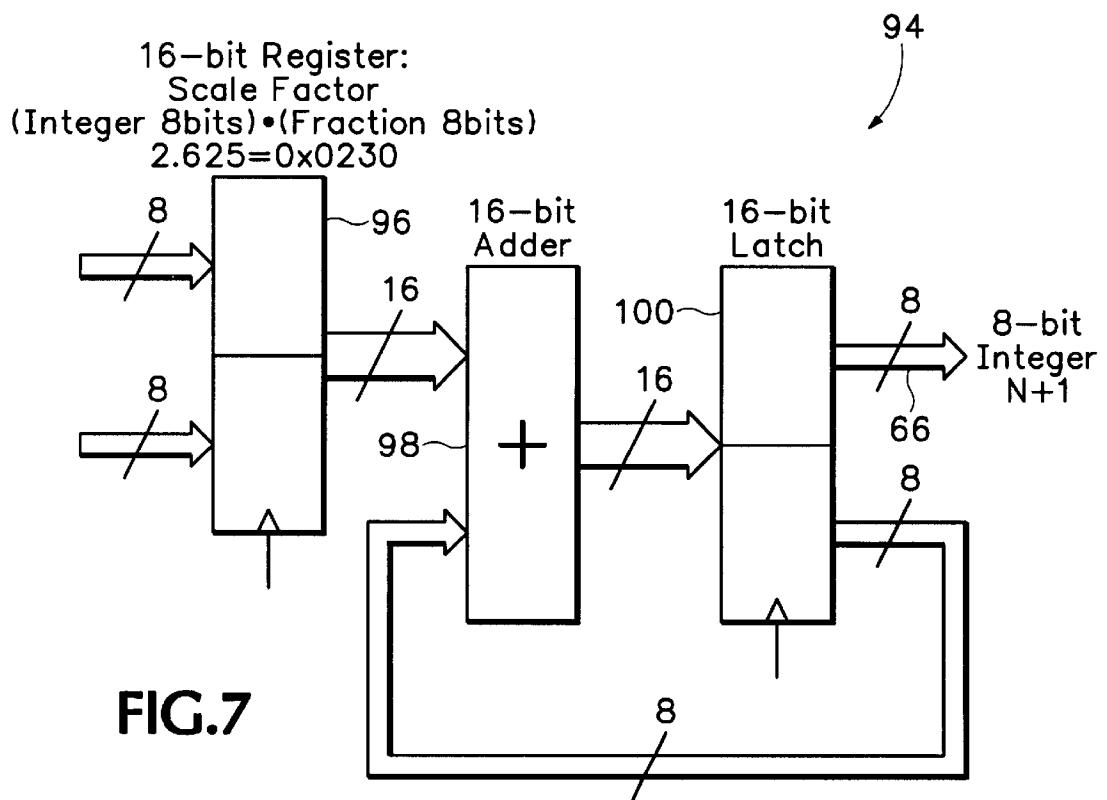 94
16-bit Register:
Scale Factor
(Integer 8bits)•(Fraction 8bits)
2.625=0x0230
8
96
16-bit
Adder
16-bit
Latch
16
100
8
8-bit
Integer
N+1
8
98
+
16
66
8
FIG.7
8